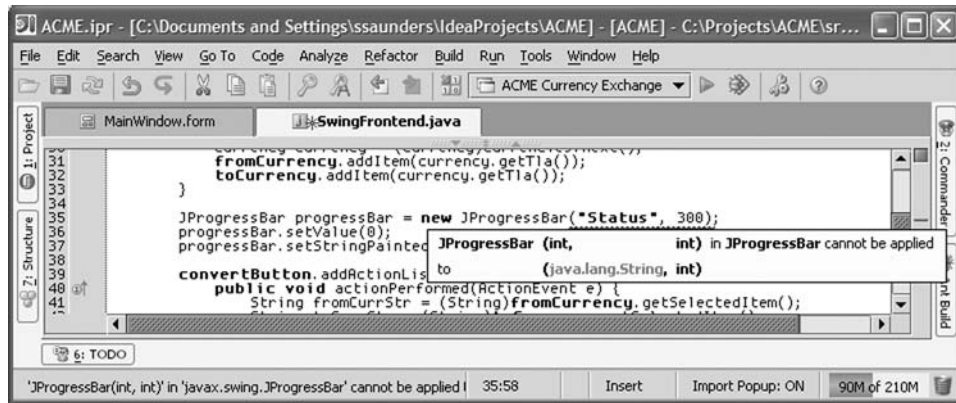 ACME.ipr - [C:\Documents and Settings\ssaunders\IdeaProjects\ACME] - [ACME] - C:\Projects\ACME\sr...
File Edit Search View Go To Code Analyze Refactor Build Run Tools Window Help
ACME Currency Exchange
1: Project
7: Structure
MainWindow.form SwingFrontend.java
2: Commander
nt Build
31 fromCurrency.addItem(currency.getTla());
32 toCurrency.addItem(currency.getTla());
33 }
34
35 JProgressBar progressBar = new JProgressBar("Status", 300);
36 progressBar.setValue(0);
37 progressBar.setStringPainted
38
39 convertButton.addActionLis
40 public void actionPerformed(ActionEvent e) {
41 String fromCurrStr = (String)fromCurrency.getSelectedItem();
JProgressBar (int, int) in JProgressBar cannot be applied
to (java.lang.String, int)
6: TODO
'JProgressBar(int, int)' in 'javax.swing.JProgressBar' cannot be applied 35:58 Insert Import Popup: ON 90M of 210M